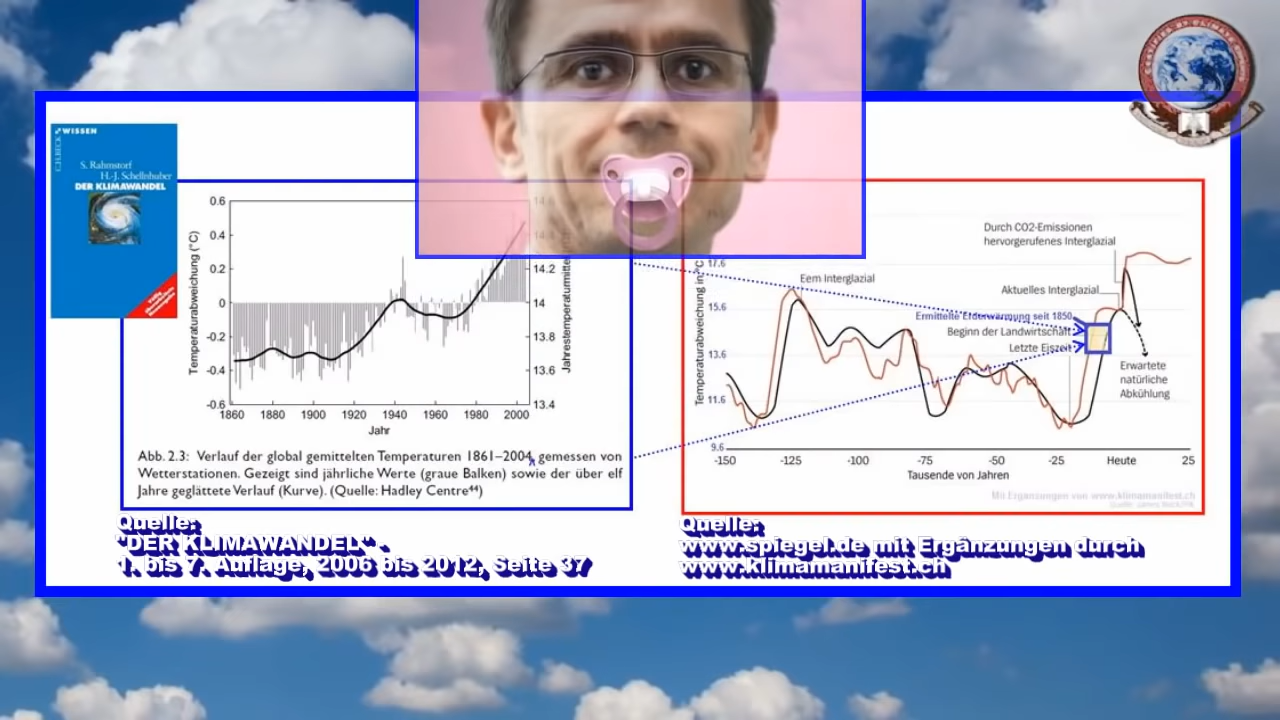 WISSEN
C.H.BECK
S. Rahmstorf
H.-J. Schellnhuber
DER KLIMAWANDEL
Temperaturabweichung (°C)
0.6
0.4
0.2
0
-0.2
-0.4
-0.6
1860 1880 1900 1920 1940 1960 1980 2000
Jahr
14.6
14.4
14.2
14
13.8
13.6
13.4
Abb. 2.3: Verlauf der global gemittelten Temperaturen 1861–2004, gemessen von
Wetterstationen. Gezeigt sind jährliche Werte (graue Balken) sowie der über elf
Jahre geglättete Verlauf (Kurve). (Quelle: Hadley Centre⁴⁴)
Quelle:
"DER KLIMAWANDEL" -
1. bis 7. Auflage, 2006 bis 2012, Seite 37
Temperaturabweichung in °C
17.6
15.6
13.6
11.6
9.6
Durch CO2-Emissionen
hervorgerufenes Interglazial
Eem Interglazial
Aktuelles Interglazial
Ermittelte Erderwärmung seit 1850
Beginn der Landwirtschaft
Letzte Eiszeit
Erwartete
natürliche
Abkühlung
-150 -125 -100 -75 -50 -25 Heute 25
Tausende von Jahren
Mit Ergänzungen von www.klimamanifest.ch
Quelle:
www.spiegel.de mit Ergänzungen durch
www.klimamanifest.ch